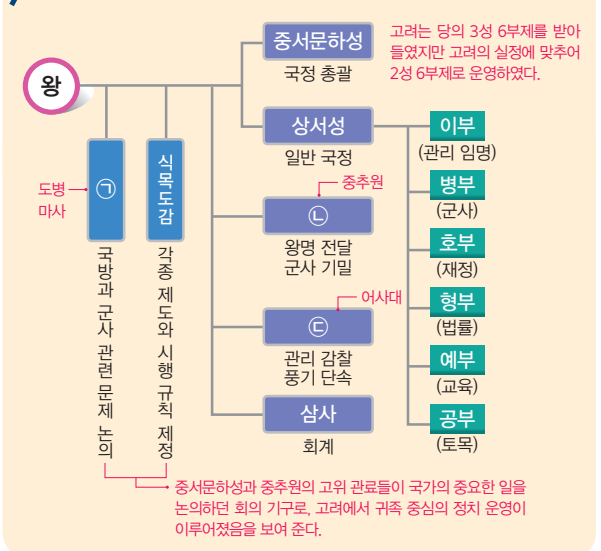 왕
중서문하성
국정 총괄
고려는 당의 3성 6부제를 받아
들였지만 고려의 실정에 맞추어
2성 6부제로 운영하였다.
상서성
일반 국정
이부
(관리 임명)
병부
(군사)
호부
(재정)
형부
(법률)
예부
(교육)
공부
(토목)
도병
마사
㉠
국방과 군사 관련 문제 논의
식목도감
각종 제도와 시행 규칙 제정
중추원
㉡
왕명 전달
군사 기밀
어사대
㉢
관리 감찰
풍기 단속
삼사
회계
중서문하성과 중추원의 고위 관료들이 국가의 중요한 일을
논의하던 회의 기구로, 고려에서 귀족 중심의 정치 운영이
이루어졌음을 보여 준다.